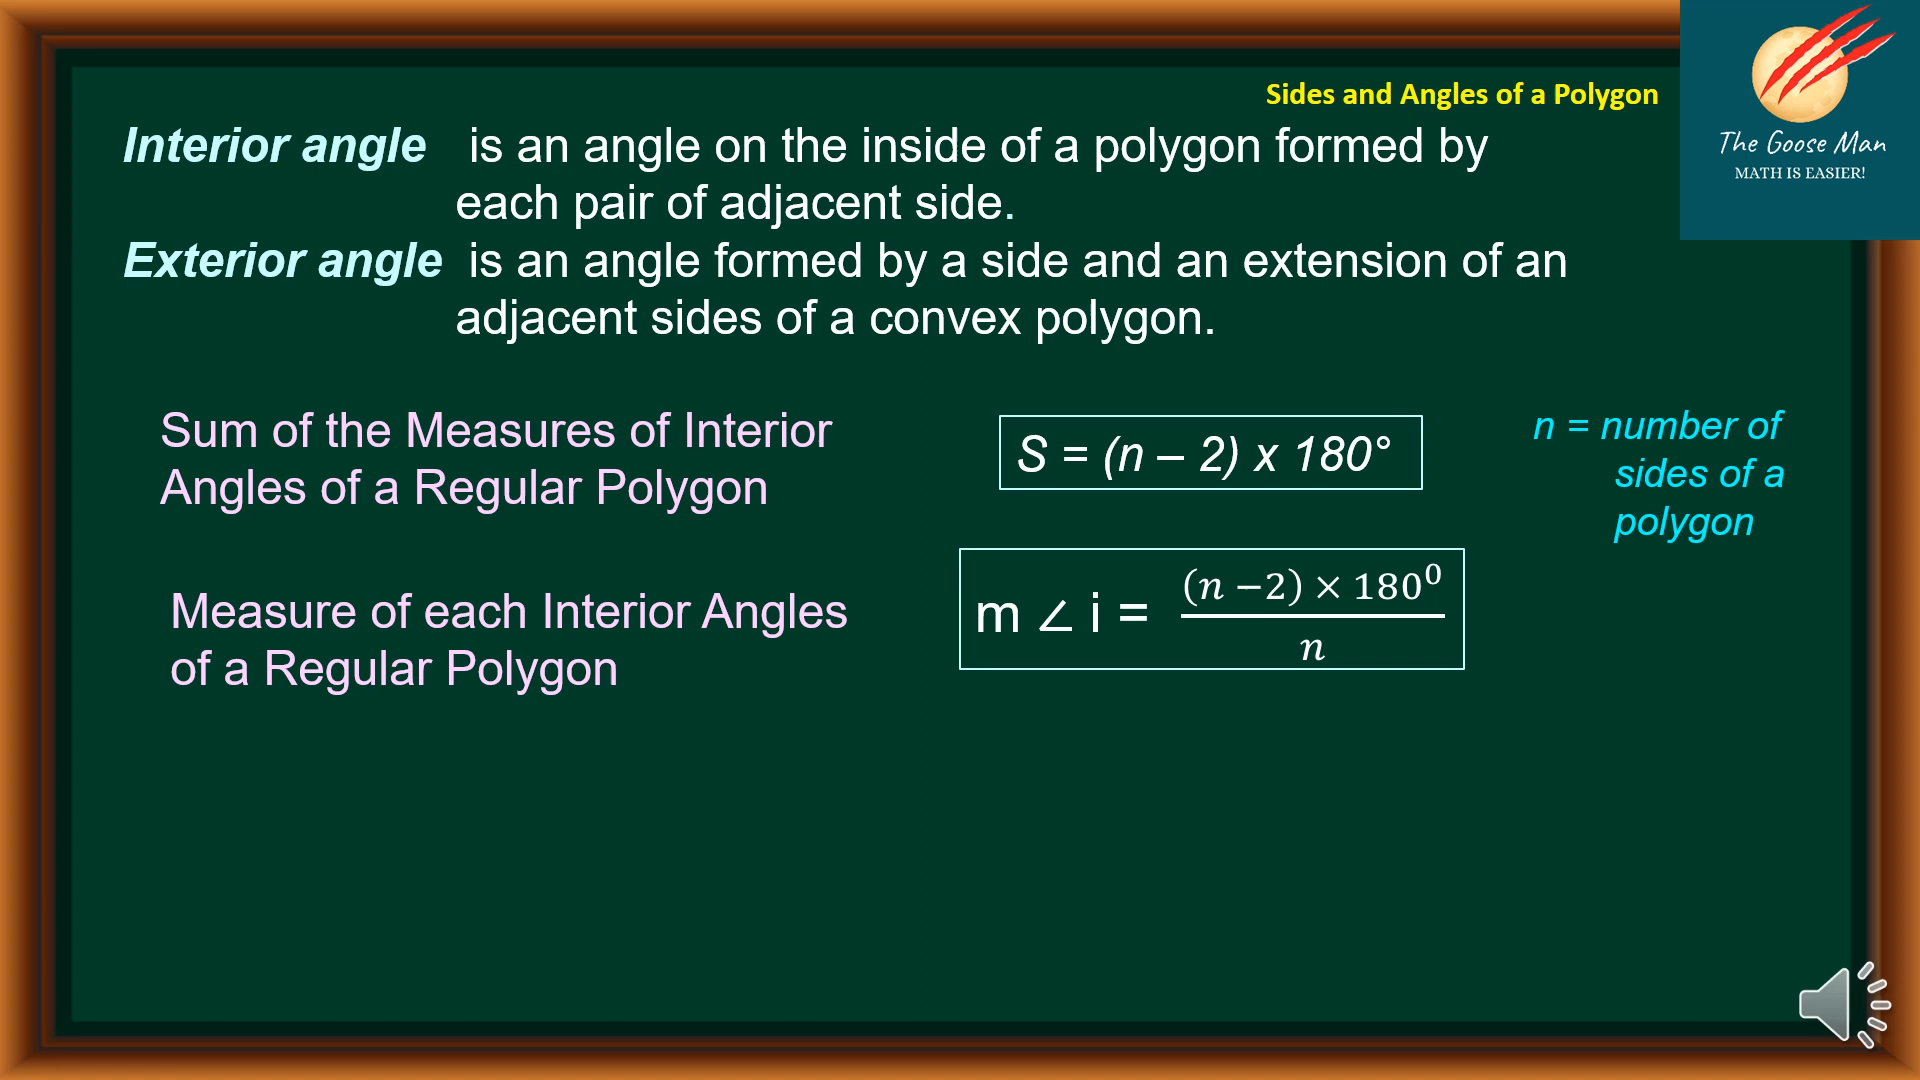 Sides and Angles of a Polygon
The Goose Man
MATH IS EASIER!
Interior angle is an angle on the inside of a polygon formed by
each pair of adjacent side.
Exterior angle is an angle formed by a side and an extension of an
adjacent sides of a convex polygon.
Sum of the Measures of Interior
Angles of a Regular Polygon
S = (n – 2) x 180°
n = number of
sides of a
polygon
Measure of each Interior Angles
of a Regular Polygon
m ∠ i = (n −2) × 180⁰ / n